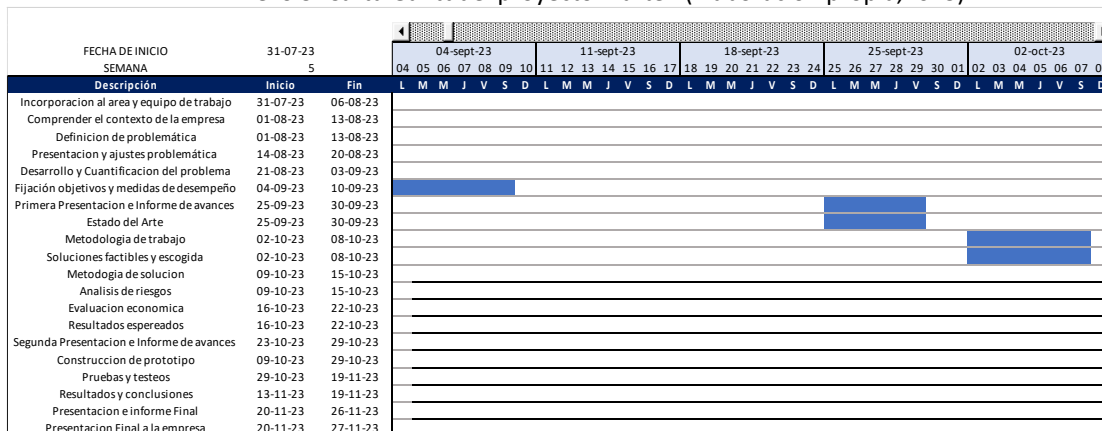 FECHA DE INICIO 31-07-23 04-sept-23 11-sept-23 18-sept-23 25-sept-23 02-oct-23
SEMANA 5 04 05 06 07 08 09 10 11 12 13 14 15 16 17 18 19 20 21 22 23 24 25 26 27 28 29 30 01 02 03 04 05 06 07
Descripción Inicio Fin L M M J V S D L M M J V S D L M M J V S D L M M J V S D L M M J V S D
Incorporacion al area y equipo de trabajo 31-07-23 06-08-23
Comprender el contexto de la empresa 01-08-23 13-08-23
Definicion de problemática 01-08-23 13-08-23
Presentacion y ajustes problemática 14-08-23 20-08-23
Desarrollo y Cuantificacion del problema 21-08-23 03-09-23
Fijación objetivos y medidas de desempeño 04-09-23 10-09-23
Primera Presentacion e Informe de avances 25-09-23 30-09-23
Estado del Arte 25-09-23 30-09-23
Metodologia de trabajo 02-10-23 08-10-23
Soluciones factibles y escogida 02-10-23 08-10-23
Metodogia de solucion 09-10-23 15-10-23
Analisis de riesgos 09-10-23 15-10-23
Evaluacion economica 16-10-23 22-10-23
Resultados espereados 16-10-23 22-10-23
Segunda Presentacion e Informe de avances 23-10-23 29-10-23
Construccion de prototipo 09-10-23 29-10-23
Pruebas y testeos 29-10-23 19-11-23
Resultados y conclusiones 13-11-23 19-11-23
Presentacion e informe Final 20-11-23 26-11-23
Presentacion Final a la empresa 20-11-23 27-11-23